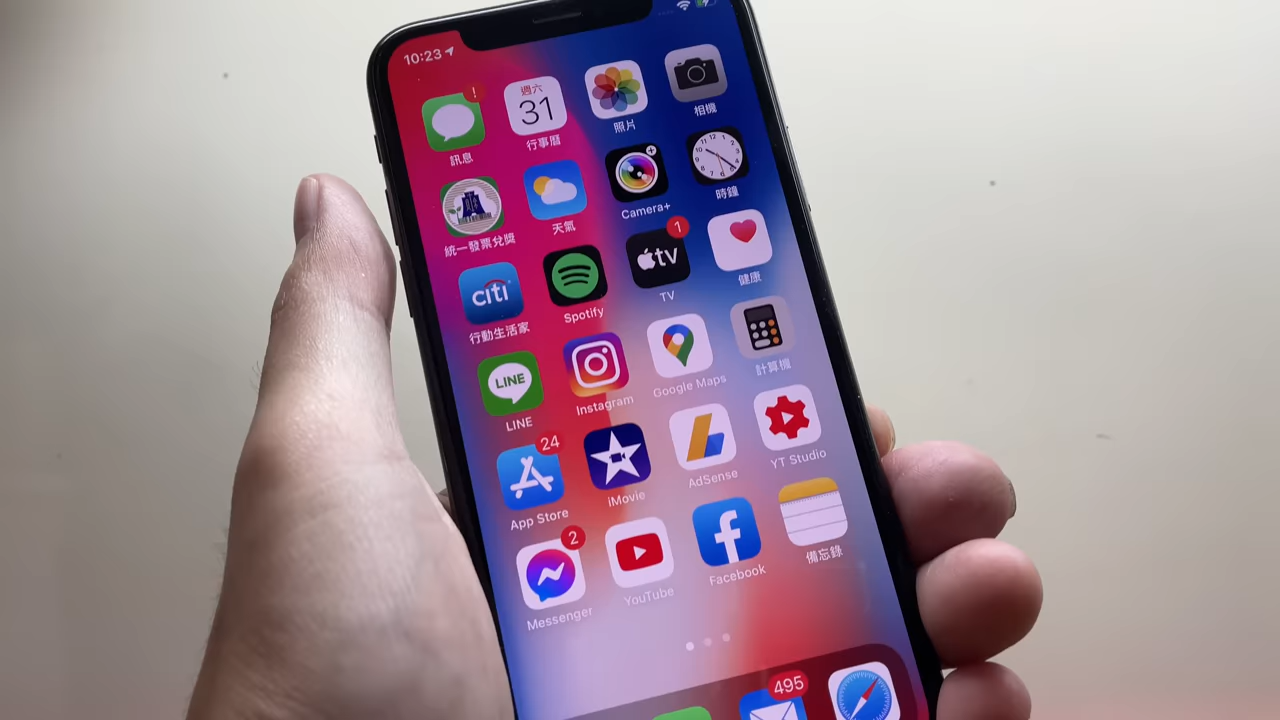 10:23
!
週六
31
訊息
行事曆
照片
相機
統一發票兌獎
天氣
Camera+
12
時鐘
citi
行動生活家
Spotify
tv
1
TV
健康
LINE
LINE
Instagram
Google Maps
計算機
24
App Store
iMovie
AdSense
YT Studio
2
Messenger
YouTube
Facebook
備忘錄
495